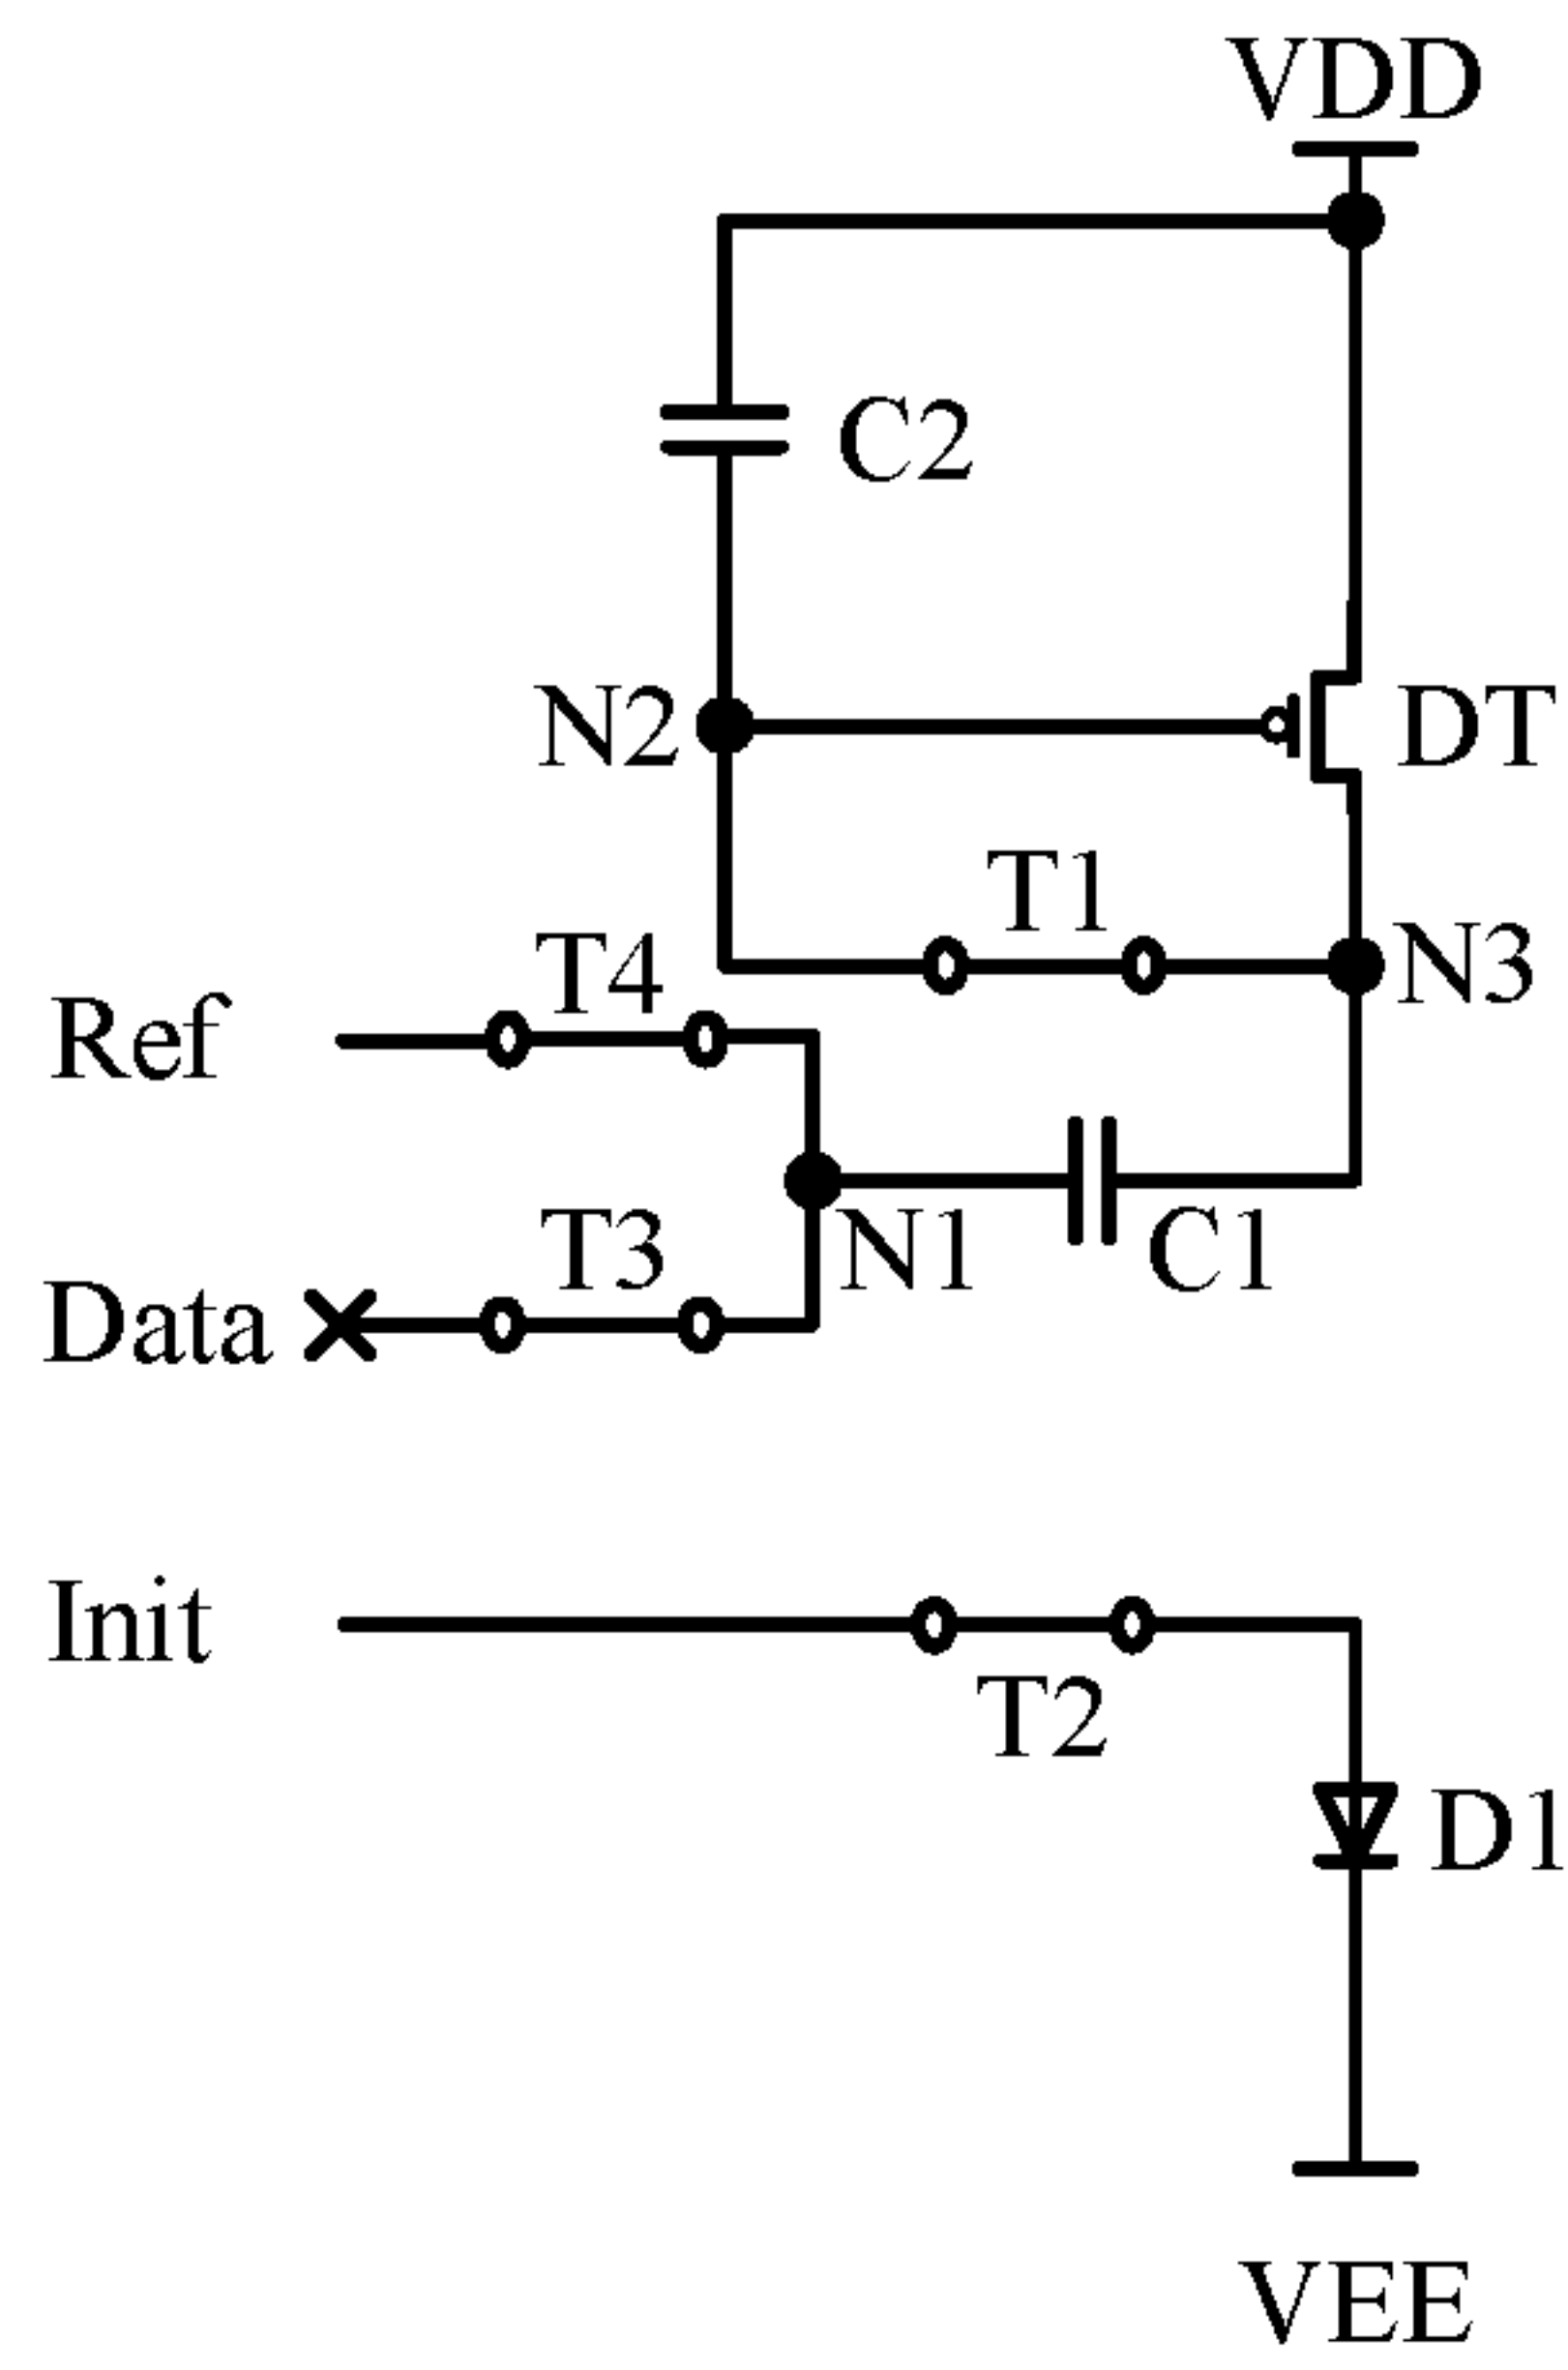 VDD
C2
N2
DT
T1
T4
N3
Ref
T3
N1
C1
Data
Init
T2
D1
VEE